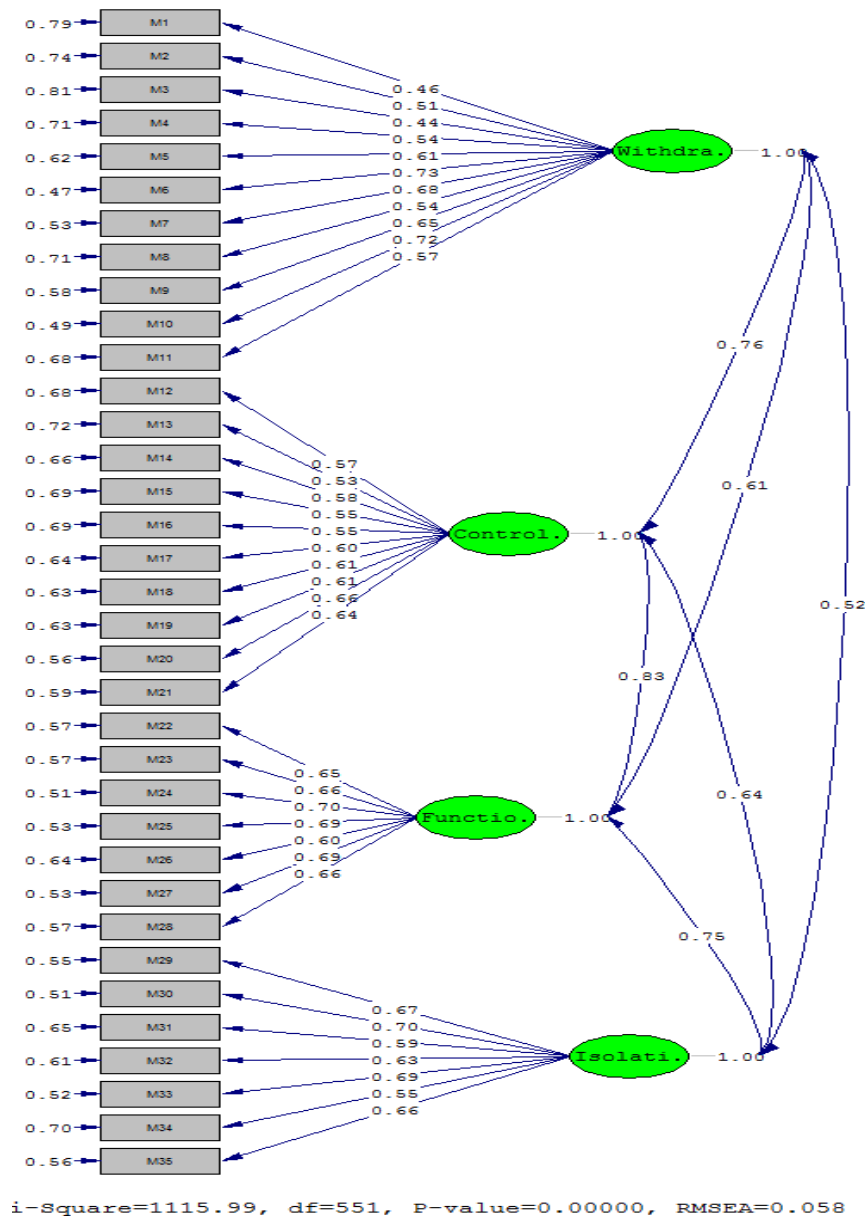 0.79 M1
0.74 M2
0.81 M3
0.71 M4
0.62 M5
0.47 M6
0.53 M7
0.71 M8
0.58 M9
0.49 M10
0.68 M11
0.68 M12
0.72 M13
0.66 M14
0.69 M15
0.69 M16
0.64 M17
0.63 M18
0.63 M19
0.56 M20
0.59 M21
0.57 M22
0.57 M23
0.51 M24
0.53 M25
0.64 M26
0.53 M27
0.57 M28
0.55 M29
0.51 M30
0.65 M31
0.61 M32
0.52 M33
0.70 M34
0.56 M35
0.46
0.51
0.44
0.54
0.61
0.73
0.68
0.54
0.65
0.72
0.57
Withdra. 1.00
0.57
0.53
0.58
0.55
0.55
0.60
0.61
0.61
0.66
0.64
Control. 1.00
0.65
0.66
0.70
0.69
0.60
0.69
0.66
Functio. 1.00
0.67
0.70
0.59
0.63
0.69
0.55
0.66
Isolati. 1.00
0.76
0.61
0.52
0.83
0.64
0.75
i-Square=1115.99, df=551, P-value=0.00000, RMSEA=0.058